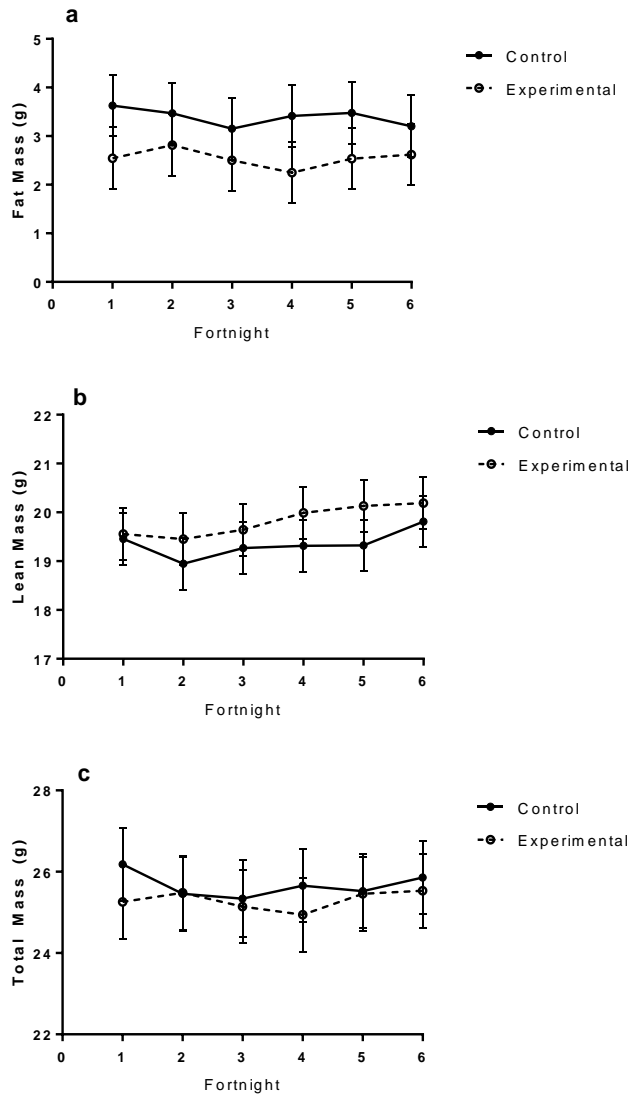 a
5
4
3
2
1
0
Fat Mass (g)
0 1 2 3 4 5 6
Fortnight
Control
Experimental
b
22
21
20
19
18
17
Lean Mass (g)
0 1 2 3 4 5 6
Fortnight
Control
Experimental
c
28
26
24
22
Total Mass (g)
0 1 2 3 4 5 6
Fortnight
Control
Experimental